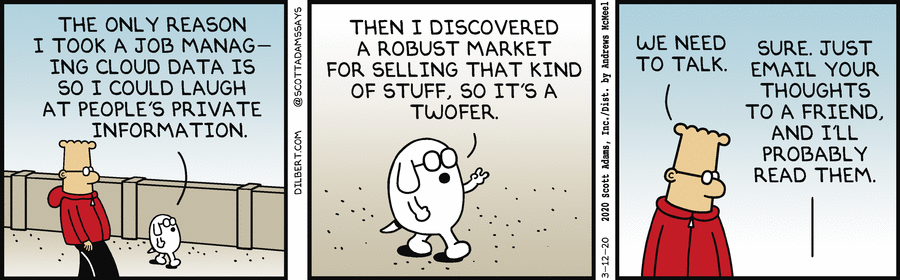 THE ONLY REASON
I TOOK A JOB MANAG–
ING CLOUD DATA IS
SO I COULD LAUGH
AT PEOPLE'S PRIVATE
INFORMATION.
DILBERT.COM @SCOTTADAMSSAYS
THEN I DISCOVERED
A ROBUST MARKET
FOR SELLING THAT KIND
OF STUFF, SO IT'S A
TWOFER.
3-12-20 2020 Scott Adams, Inc./Dist. by Andrews McMeel
WE NEED
TO TALK.
SURE. JUST
EMAIL YOUR
THOUGHTS
TO A FRIEND,
AND I'LL
PROBABLY
READ THEM.